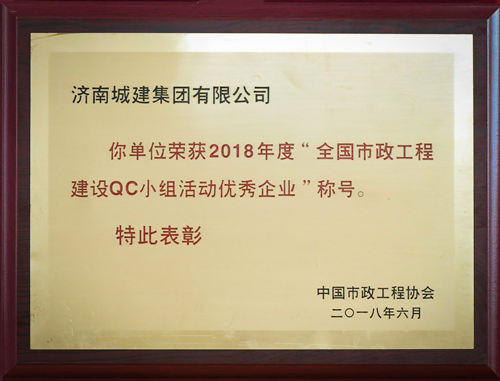 济南城建集团有限公司
你单位荣获2018年度“全国市政工程
建设QC小组活动优秀企业”称号。
特此表彰
中国市政工程协会
二〇一八年六月